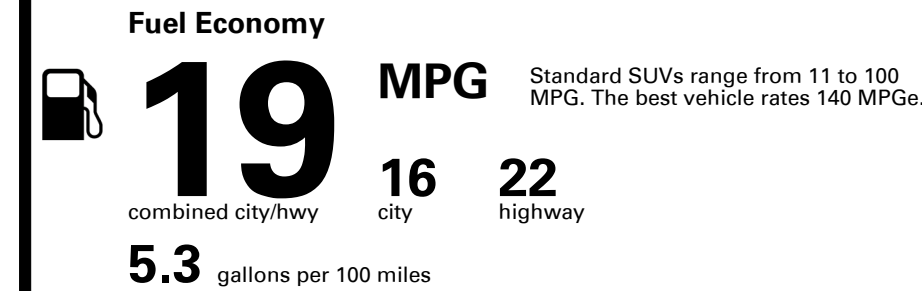 Fuel Economy
19
MPG
Standard SUVs range from 11 to 100
MPG. The best vehicle rates 140 MPGe.
combined city/hwy
16
city
22
highway
5.3 gallons per 100 miles